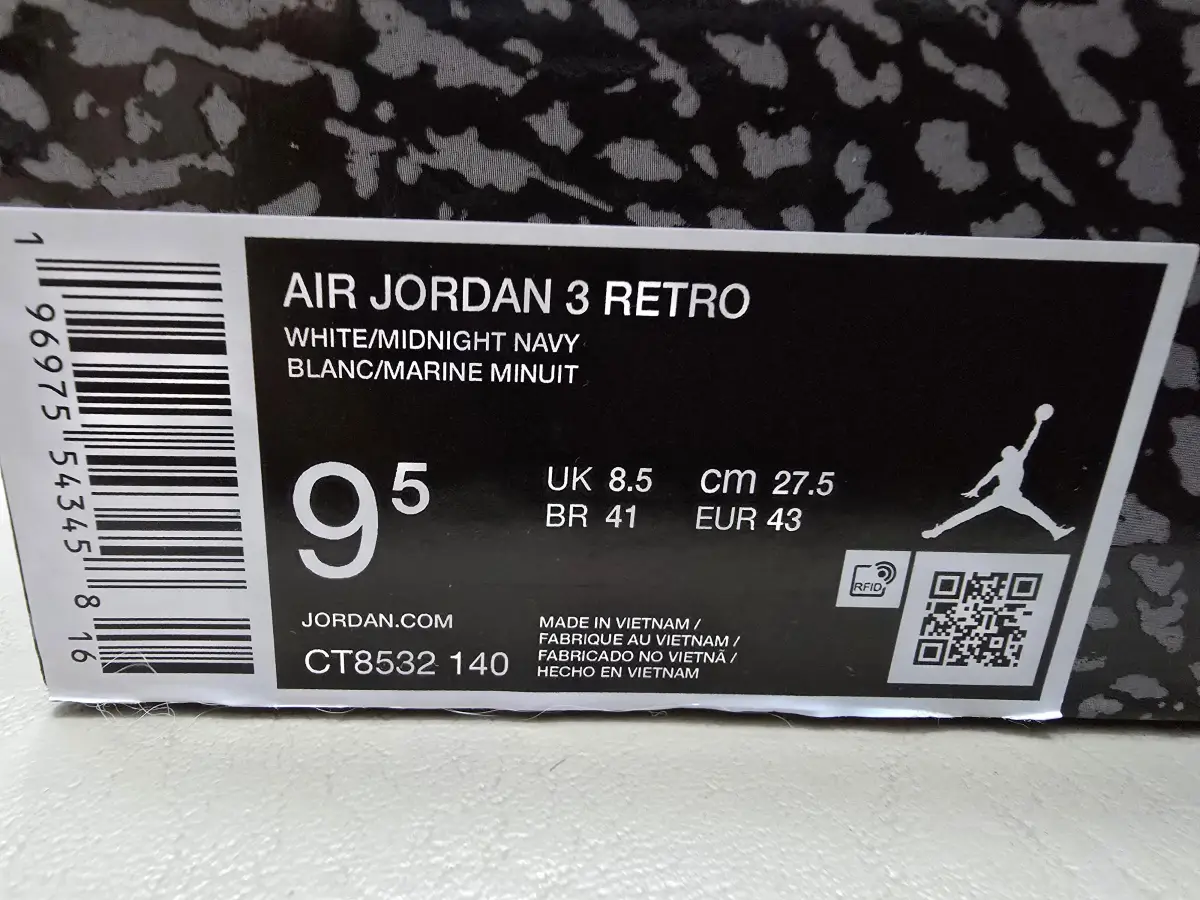 AIR JORDAN 3 RETRO
WHITE/MIDNIGHT NAVY
BLANC/MARINE MINUIT
9⁵
UK 8.5 cm 27.5
BR 41 EUR 43
RFID
JORDAN.COM
CT8532 140
MADE IN VIETNAM /
FABRIQUE AU VIETNAM /
FABRICADO NO VIETNÃ /
HECHO EN VIETNAM
1 96975 54345 8 16